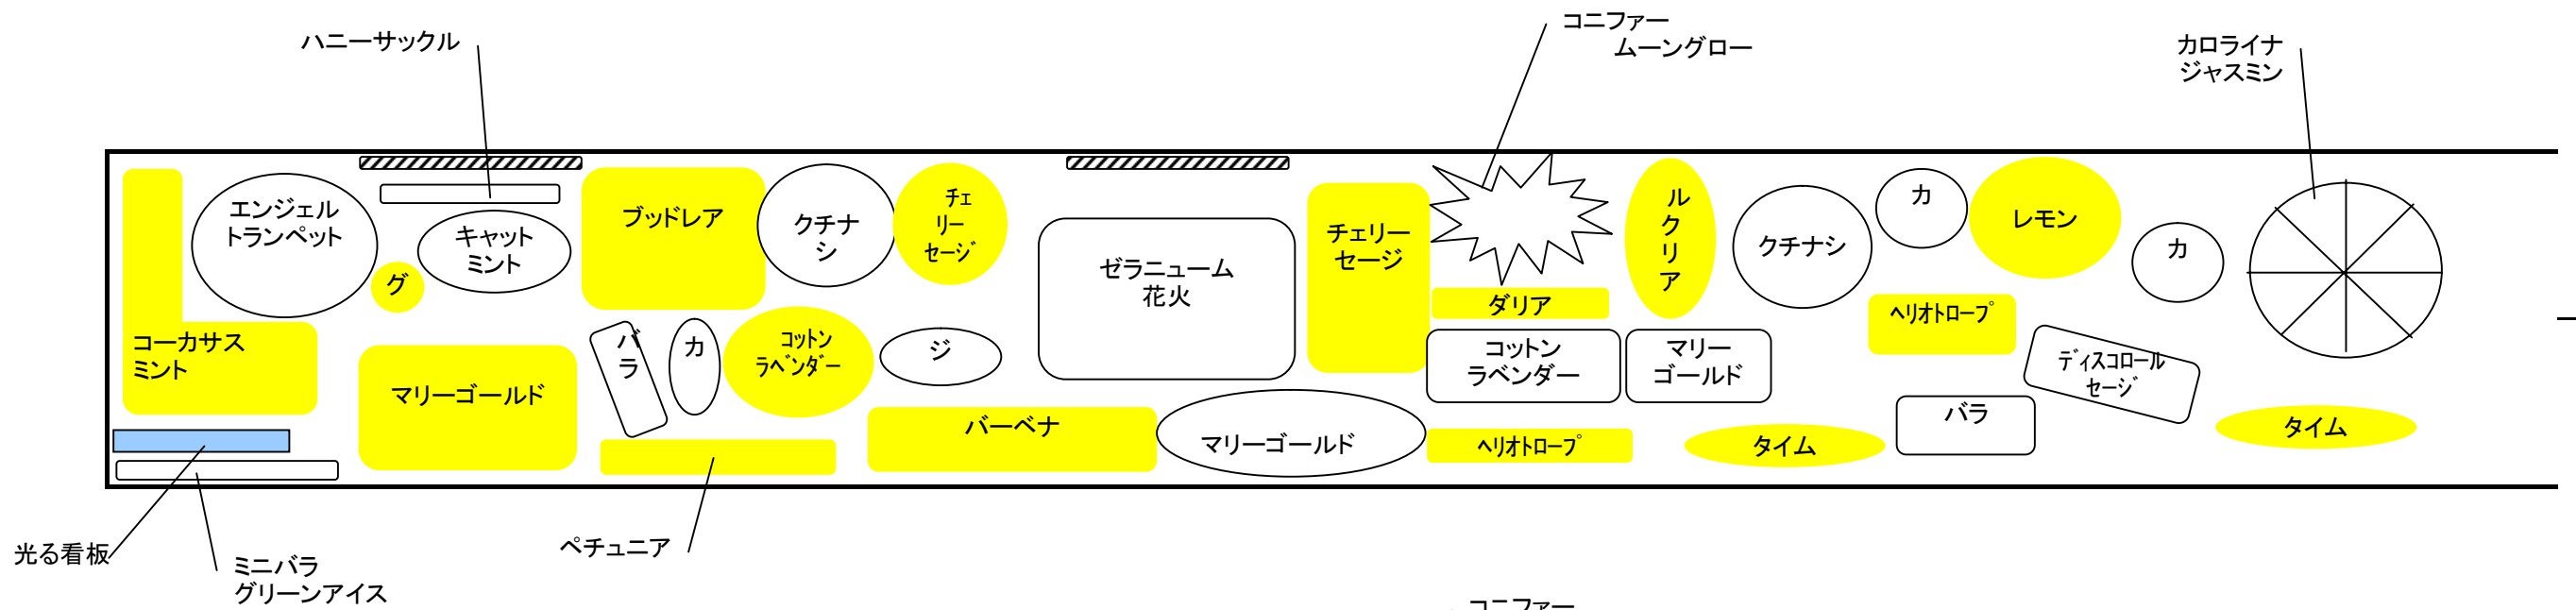 コニファー
ムーングロー
ハニーサックル
カロライナ
ジャスミン
エンジェル
トランペット
キャット
ミント
グ
ブッドレア
クチナ
シ
チェ
リー
セージ
ゼラニューム
花火
チェリー
セージ
ル
ク
リ
ア
クチナシ
カ
レモン
カ
ダリア
ヘリオトロープ
コーカサス
ミント
マリーゴールド
バ
ラ
カ
コットン
ラベンダー
ジ
コットン
ラベンダー
マリー
ゴールド
ディスコロール
セージ
バーベナ
マリーゴールド
ヘリオトロープ
タイム
バラ
タイム
光る看板
ミニバラ
グリーンアイス
ペチュニア
コニファー